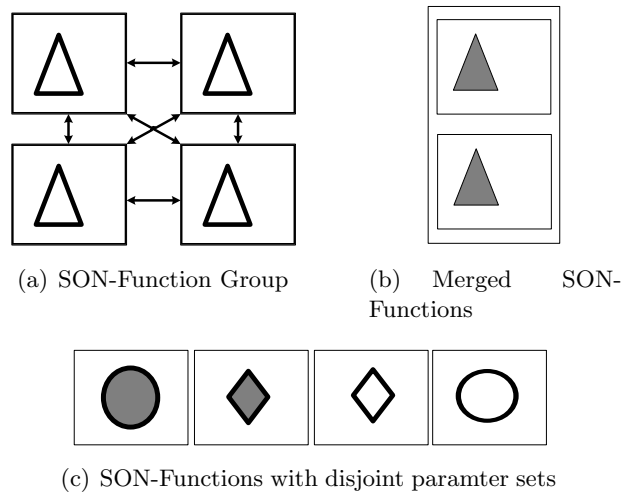 (a) SON-Function Group
(b) Merged SON-
Functions
(c) SON-Functions with disjoint paramter sets